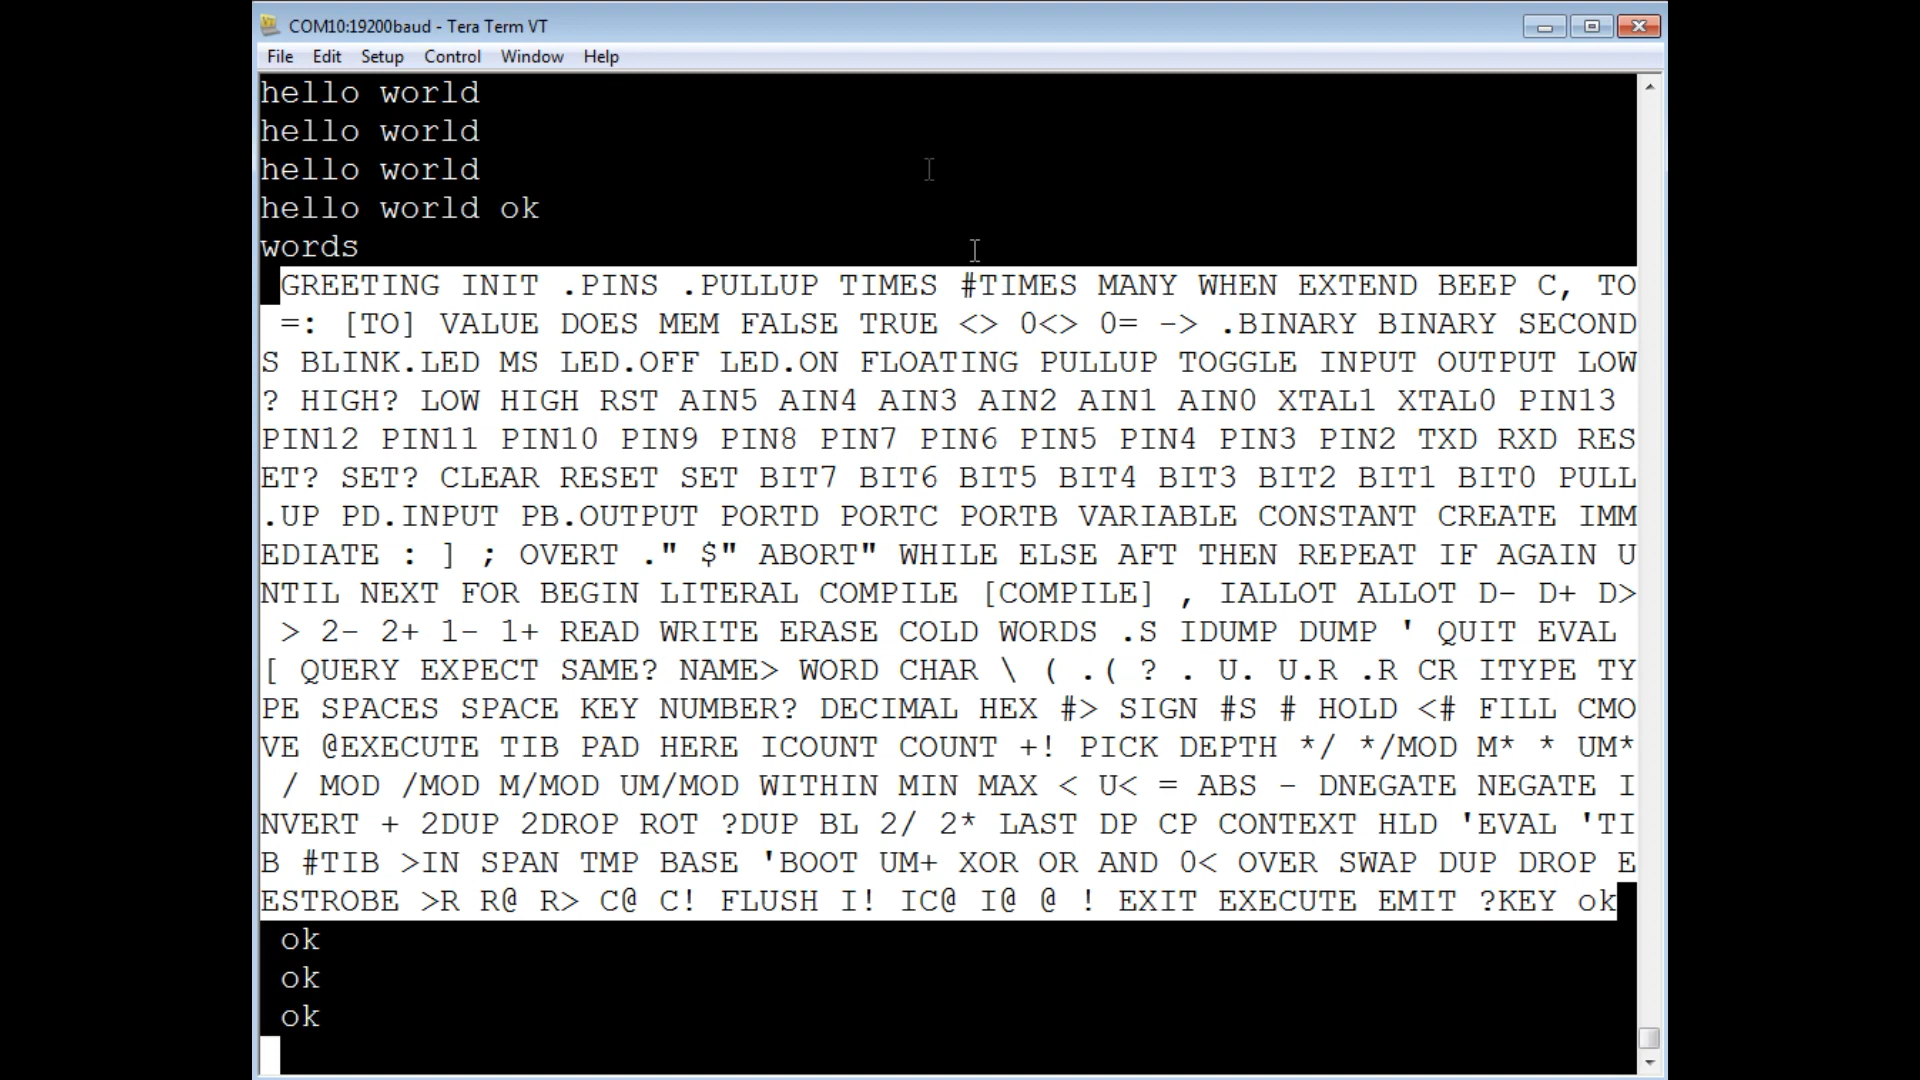 COM10:19200baud - Tera Term VT
File Edit Setup Control Window Help
hello world
hello world
hello world
hello world ok
words
GREETING INIT .PINS .PULLUP TIMES #TIMES MANY WHEN EXTEND BEEP C, TO
=: [TO] VALUE DOES MEM FALSE TRUE <> 0<> 0= -> .BINARY BINARY SECOND
S BLINK.LED MS LED.OFF LED.ON FLOATING PULLUP TOGGLE INPUT OUTPUT LOW
? HIGH? LOW HIGH RST AIN5 AIN4 AIN3 AIN2 AIN1 AIN0 XTAL1 XTAL0 PIN13
PIN12 PIN11 PIN10 PIN9 PIN8 PIN7 PIN6 PIN5 PIN4 PIN3 PIN2 TXD RXD RES
ET? SET? CLEAR RESET SET BIT7 BIT6 BIT5 BIT4 BIT3 BIT2 BIT1 BIT0 PULL
.UP PD.INPUT PB.OUTPUT PORTD PORTC PORTB VARIABLE CONSTANT CREATE IMM
EDIATE : ] ; OVERT ." $" ABORT" WHILE ELSE AFT THEN REPEAT IF AGAIN U
NTIL NEXT FOR BEGIN LITERAL COMPILE [COMPILE] , IALLOT ALLOT D- D+ D>
> 2- 2+ 1- 1+ READ WRITE ERASE COLD WORDS .S IDUMP DUMP ' QUIT EVAL
[ QUERY EXPECT SAME? NAME> WORD CHAR \ ( .( ? . U. U.R .R CR ITYPE TY
PE SPACES SPACE KEY NUMBER? DECIMAL HEX #> SIGN #S # HOLD <# FILL CMO
VE @EXECUTE TIB PAD HERE ICOUNT COUNT +! PICK DEPTH */ */MOD M* * UM*
/ MOD /MOD M/MOD UM/MOD WITHIN MIN MAX < U< = ABS - DNEGATE NEGATE I
NVERT + 2DUP 2DROP ROT ?DUP BL 2/ 2* LAST DP CP CONTEXT HLD 'EVAL 'TI
B #TIB >IN SPAN TMP BASE 'BOOT UM+ XOR OR AND 0< OVER SWAP DUP DROP E
ESTROBE >R R@ R> C@ C! FLUSH I! IC@ I@ @ ! EXIT EXECUTE EMIT ?KEY ok
ok
ok
ok